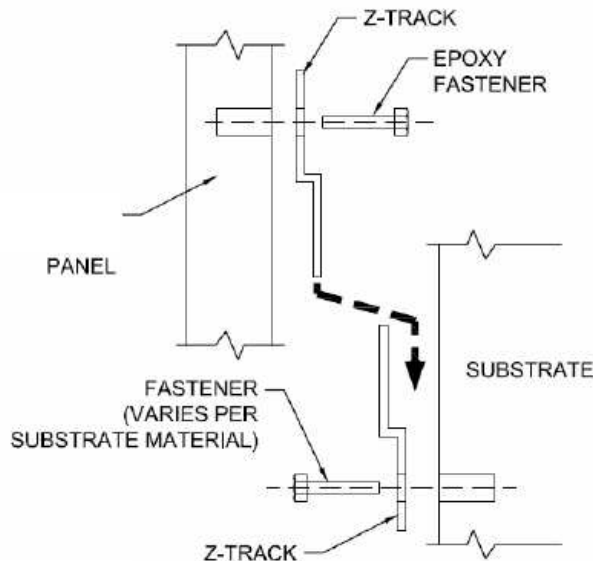 Z-TRACK
EPOXY
FASTENER
PANEL
SUBSTRATE
FASTENER
(VARIES PER
SUBSTRATE MATERIAL)
Z-TRACK